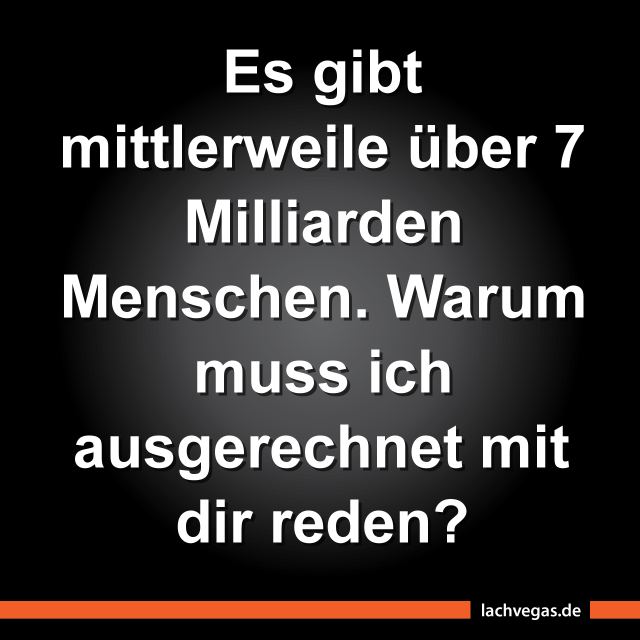 Es gibt
mittlerweile über 7
Milliarden
Menschen. Warum
muss ich
ausgerechnet mit
dir reden?
lachvegas.de